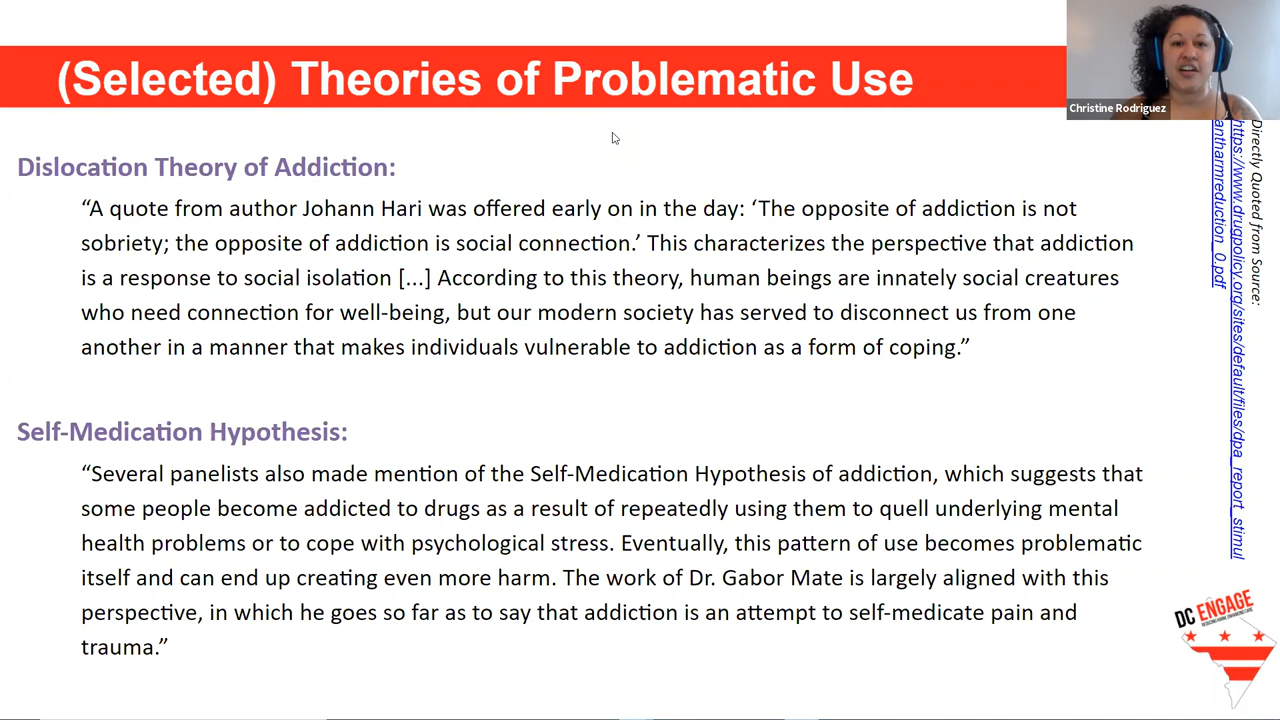 (Selected) Theories of Problematic Use
Christine Rodriguez
Dislocation Theory of Addiction:
“A quote from author Johann Hari was offered early on in the day: ‘The opposite of addiction is not
sobriety; the opposite of addiction is social connection.’ This characterizes the perspective that addiction
is a response to social isolation [...] According to this theory, human beings are innately social creatures
who need connection for well-being, but our modern society has served to disconnect us from one
another in a manner that makes individuals vulnerable to addiction as a form of coping.”
Self-Medication Hypothesis:
“Several panelists also made mention of the Self-Medication Hypothesis of addiction, which suggests that
some people become addicted to drugs as a result of repeatedly using them to quell underlying mental
health problems or to cope with psychological stress. Eventually, this pattern of use becomes problematic
itself and can end up creating even more harm. The work of Dr. Gabor Mate is largely aligned with this
perspective, in which he goes so far as to say that addiction is an attempt to self-medicate pain and
trauma.”
Directly Quoted from Source:
https://www.drugpolicy.org/sites/default/files/dpa_report_stimul
antharmreduction_0.pdf
DC ENGAGE